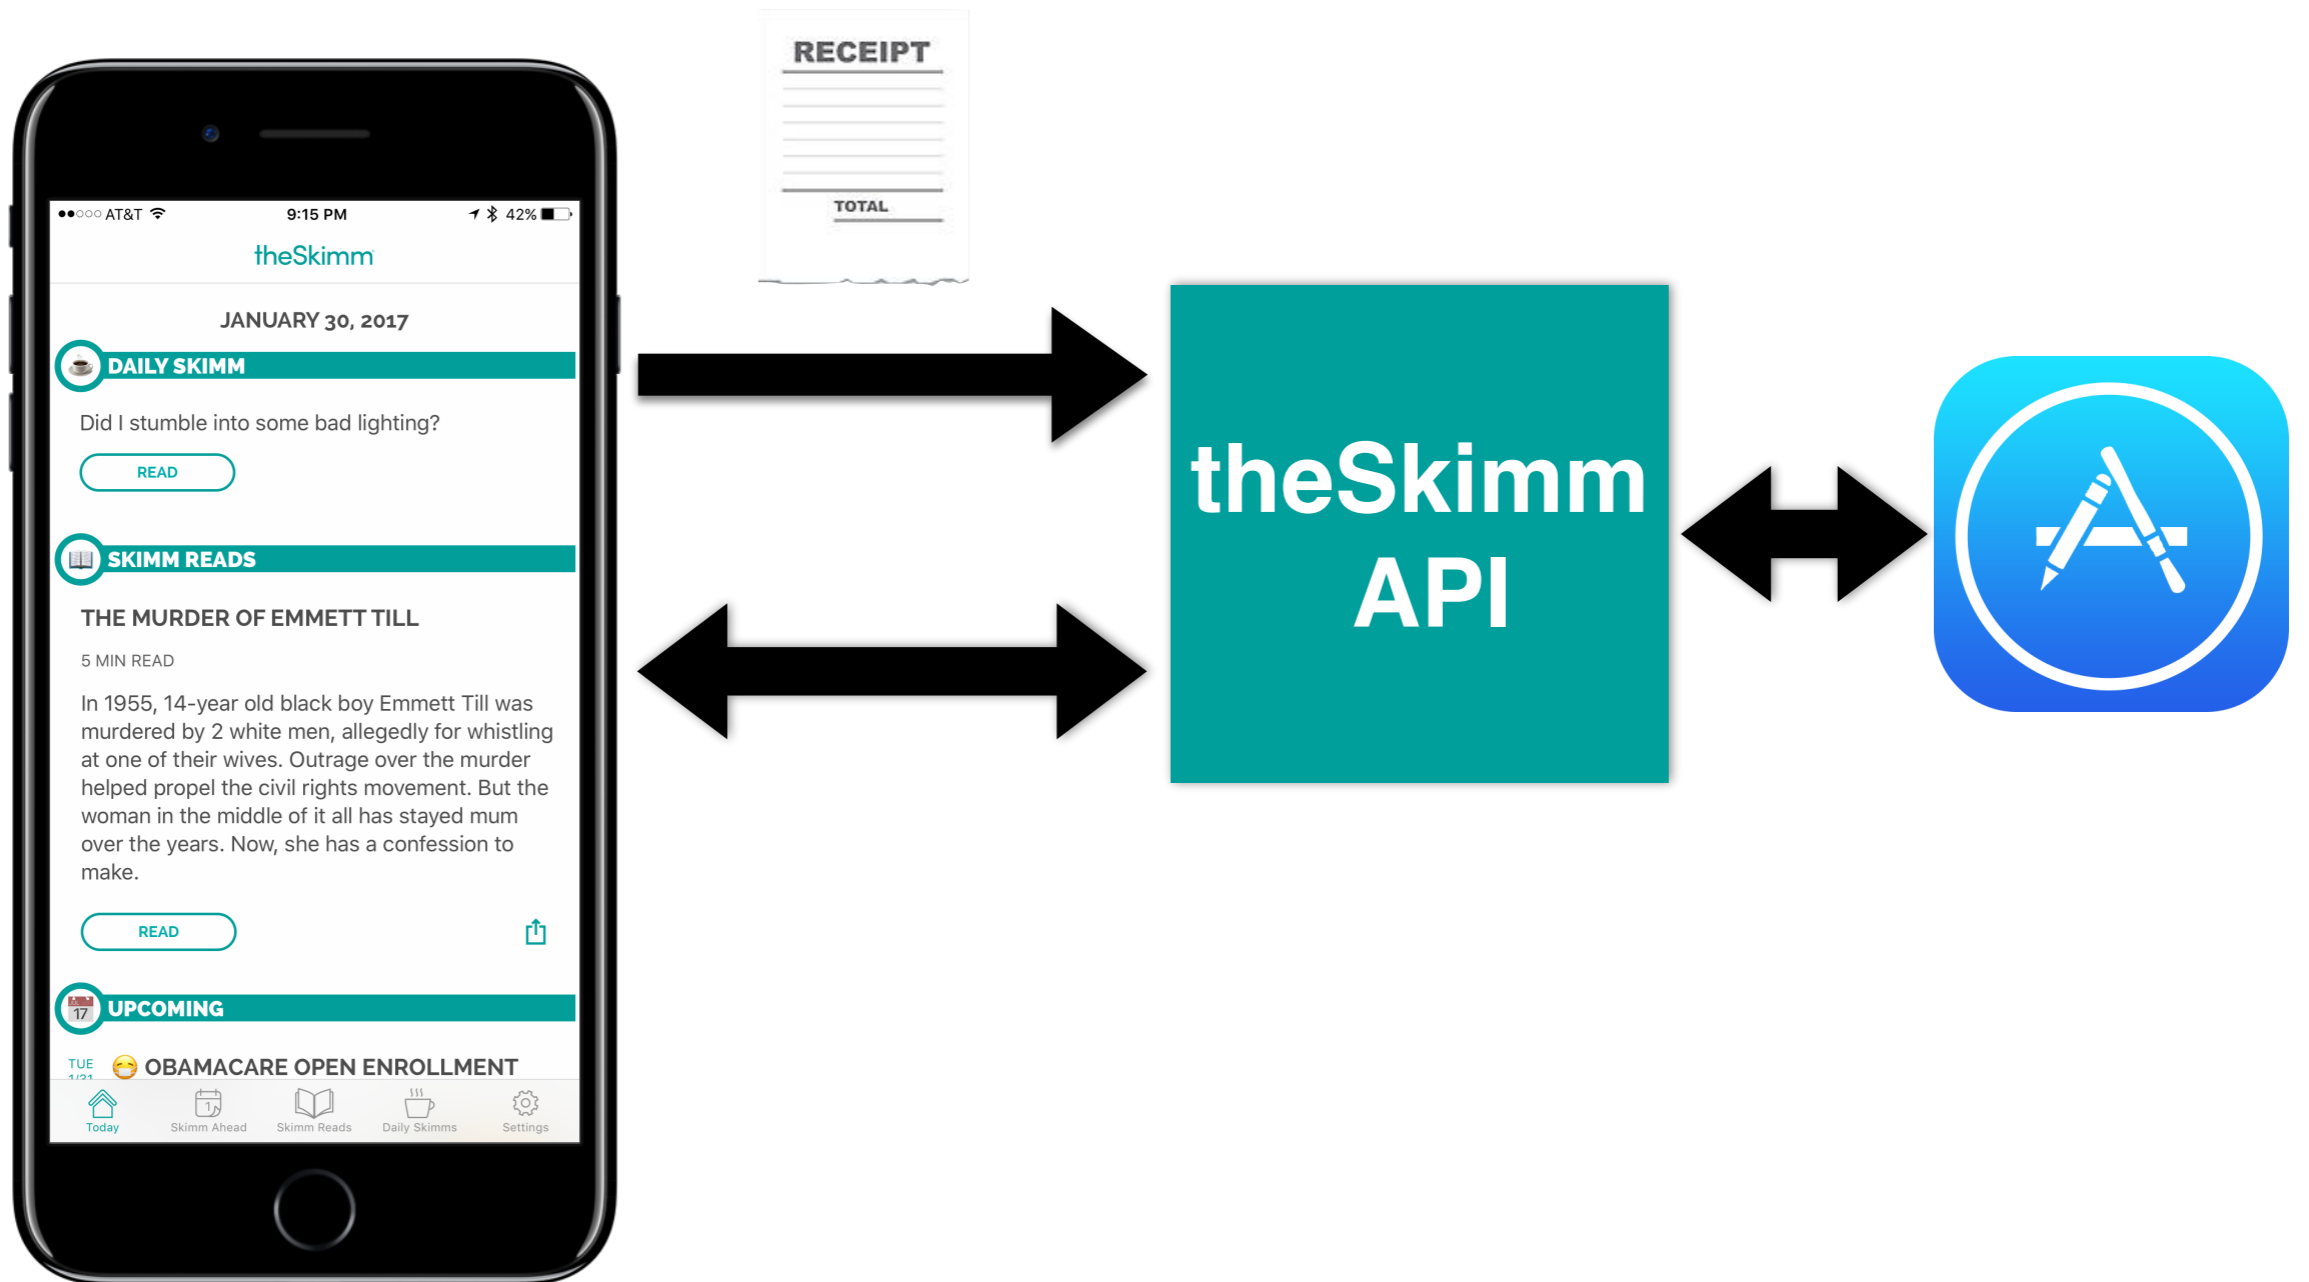 ●●○○○ AT&T 9:15 PM 42%
theSkimm
JANUARY 30, 2017
DAILY SKIMM
Did I stumble into some bad lighting?
READ
SKIMM READS
THE MURDER OF EMMETT TILL
5 MIN READ
In 1955, 14-year old black boy Emmett Till was
murdered by 2 white men, allegedly for whistling
at one of their wives. Outrage over the murder
helped propel the civil rights movement. But the
woman in the middle of it all has stayed mum
over the years. Now, she has a confession to
make.
READ
17
UPCOMING
TUE
1/31
😷 OBAMACARE OPEN ENROLLMENT
1
Today Skimm Ahead Skimm Reads Daily Skimms Settings
RECEIPT
TOTAL
theSkimm
API